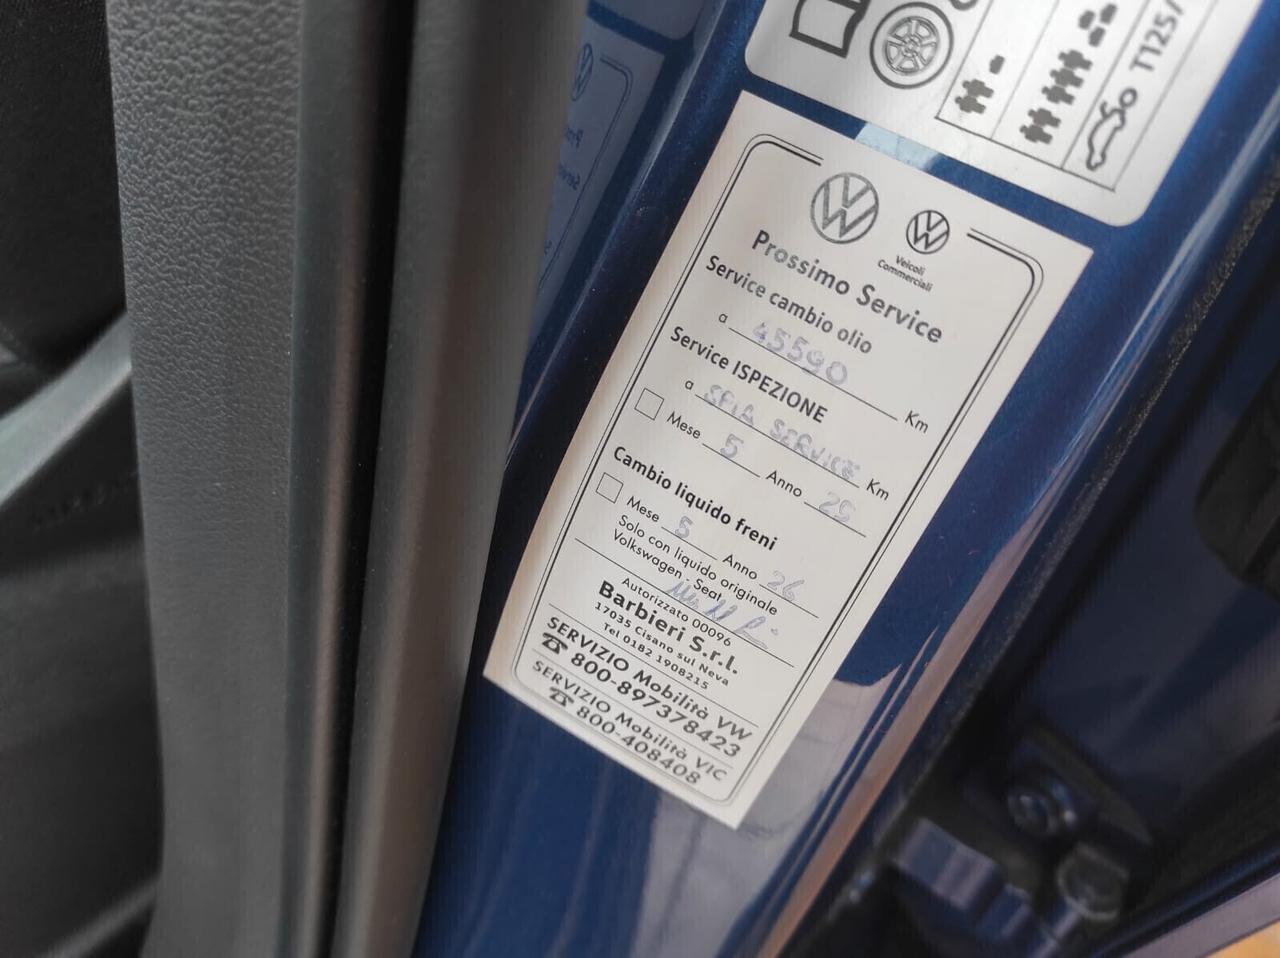 T125/
Veicoli
Commerciali
Prossimo Service
Service cambio olio
a 45590 Km
Service ISPEZIONE
a SPIA SERVICE Km
Mese 5 Anno 25
Cambio liquido freni
Mese 5 Anno 26
Solo con liquido originale
Volkswagen - Seat
Autorizzato 00096
Barbieri S.r.l.
17035 Cisano sul Neva
Tel 0182 1908215
SERVIZIO Mobilità VW
☎ 800-897378423
SERVIZIO Mobilità VIC
☎ 800-408408